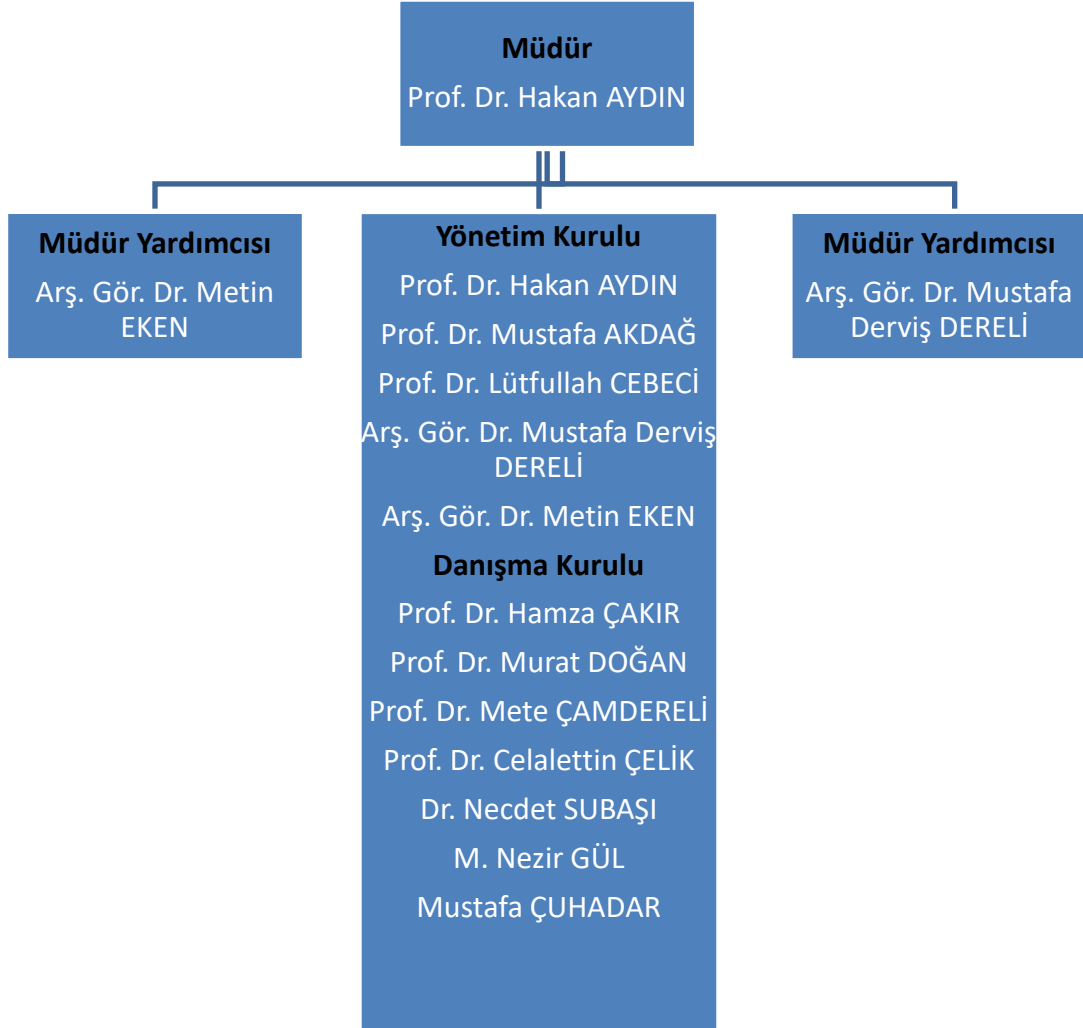 Müdür
Prof. Dr. Hakan AYDIN
Müdür Yardımcısı
Arş. Gör. Dr. Metin
EKEN
Yönetim Kurulu
Prof. Dr. Hakan AYDIN
Prof. Dr. Mustafa AKDAĞ
Prof. Dr. Lütfullah CEBECİ
Arş. Gör. Dr. Mustafa Derviş
DERELİ
Arş. Gör. Dr. Metin EKEN
Danışma Kurulu
Prof. Dr. Hamza ÇAKIR
Prof. Dr. Murat DOĞAN
Prof. Dr. Mete ÇAMDERELİ
Prof. Dr. Celalettin ÇELİK
Dr. Necdet SUBAŞI
M. Nezir GÜL
Mustafa ÇUHADAR
Müdür Yardımcısı
Arş. Gör. Dr. Mustafa
Derviş DERELİ